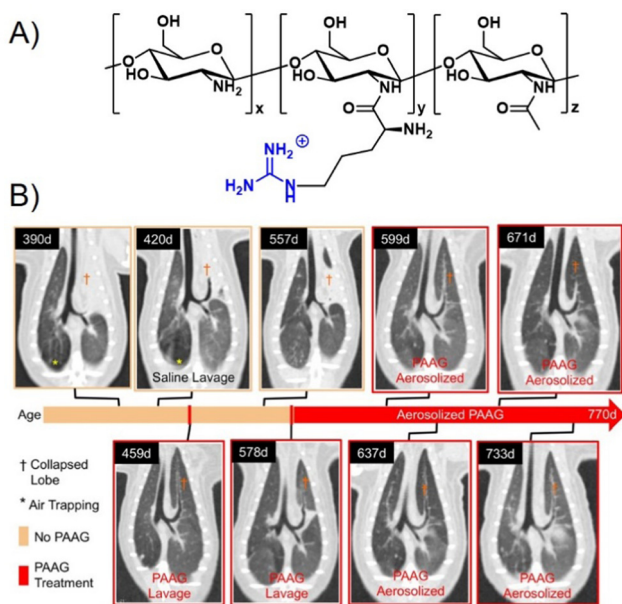 A)
OH
OH
OH
O
O
O
O
HO
HO
HO
NH2
NH
NH
x
y
z
O
O
NH2
NH2
H2N
N
H
B)
390d
420d
557d
599d
671d
†
†
†
†
†
*
*
Saline Lavage
PAAG
Aerosolized
PAAG
Aerosolized
Age
Aerosolized PAAG
770d
459d
578d
637d
733d
† Collapsed
Lobe
* Air Trapping
No PAAG
PAAG
Treatment
†
†
†
†
PAAG
Lavage
PAAG
Lavage
PAAG
Aerosolized
PAAG
Aerosolized